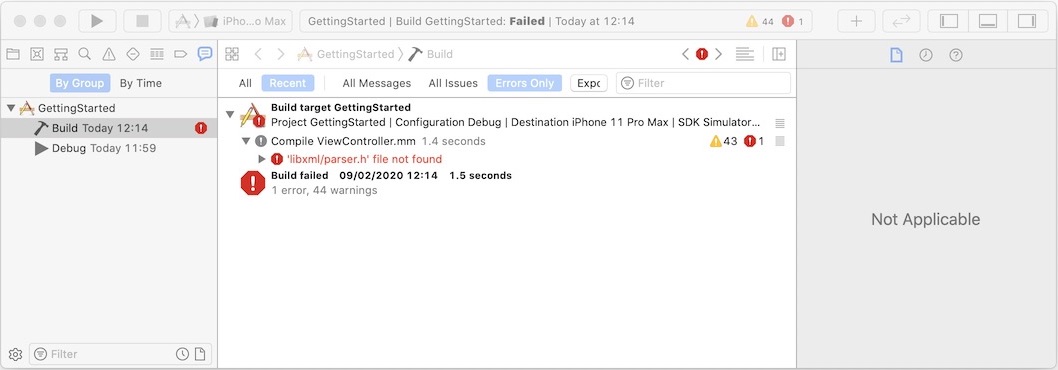 iPho...o Max
GettingStarted | Build GettingStarted: Failed | Today at 12:14
44
1
GettingStarted
Build
By Group
By Time
All
Recent
All Messages
All Issues
Errors Only
Expo
Filter
GettingStarted
Build Today 12:14
Debug Today 11:59
Build target GettingStarted
Project GettingStarted | Configuration Debug | Destination iPhone 11 Pro Max | SDK Simulator...
Compile ViewController.mm 1.4 seconds
43
1
'libxml/parser.h' file not found
Build failed 09/02/2020 12:14 1.5 seconds
1 error, 44 warnings
Not Applicable
Filter